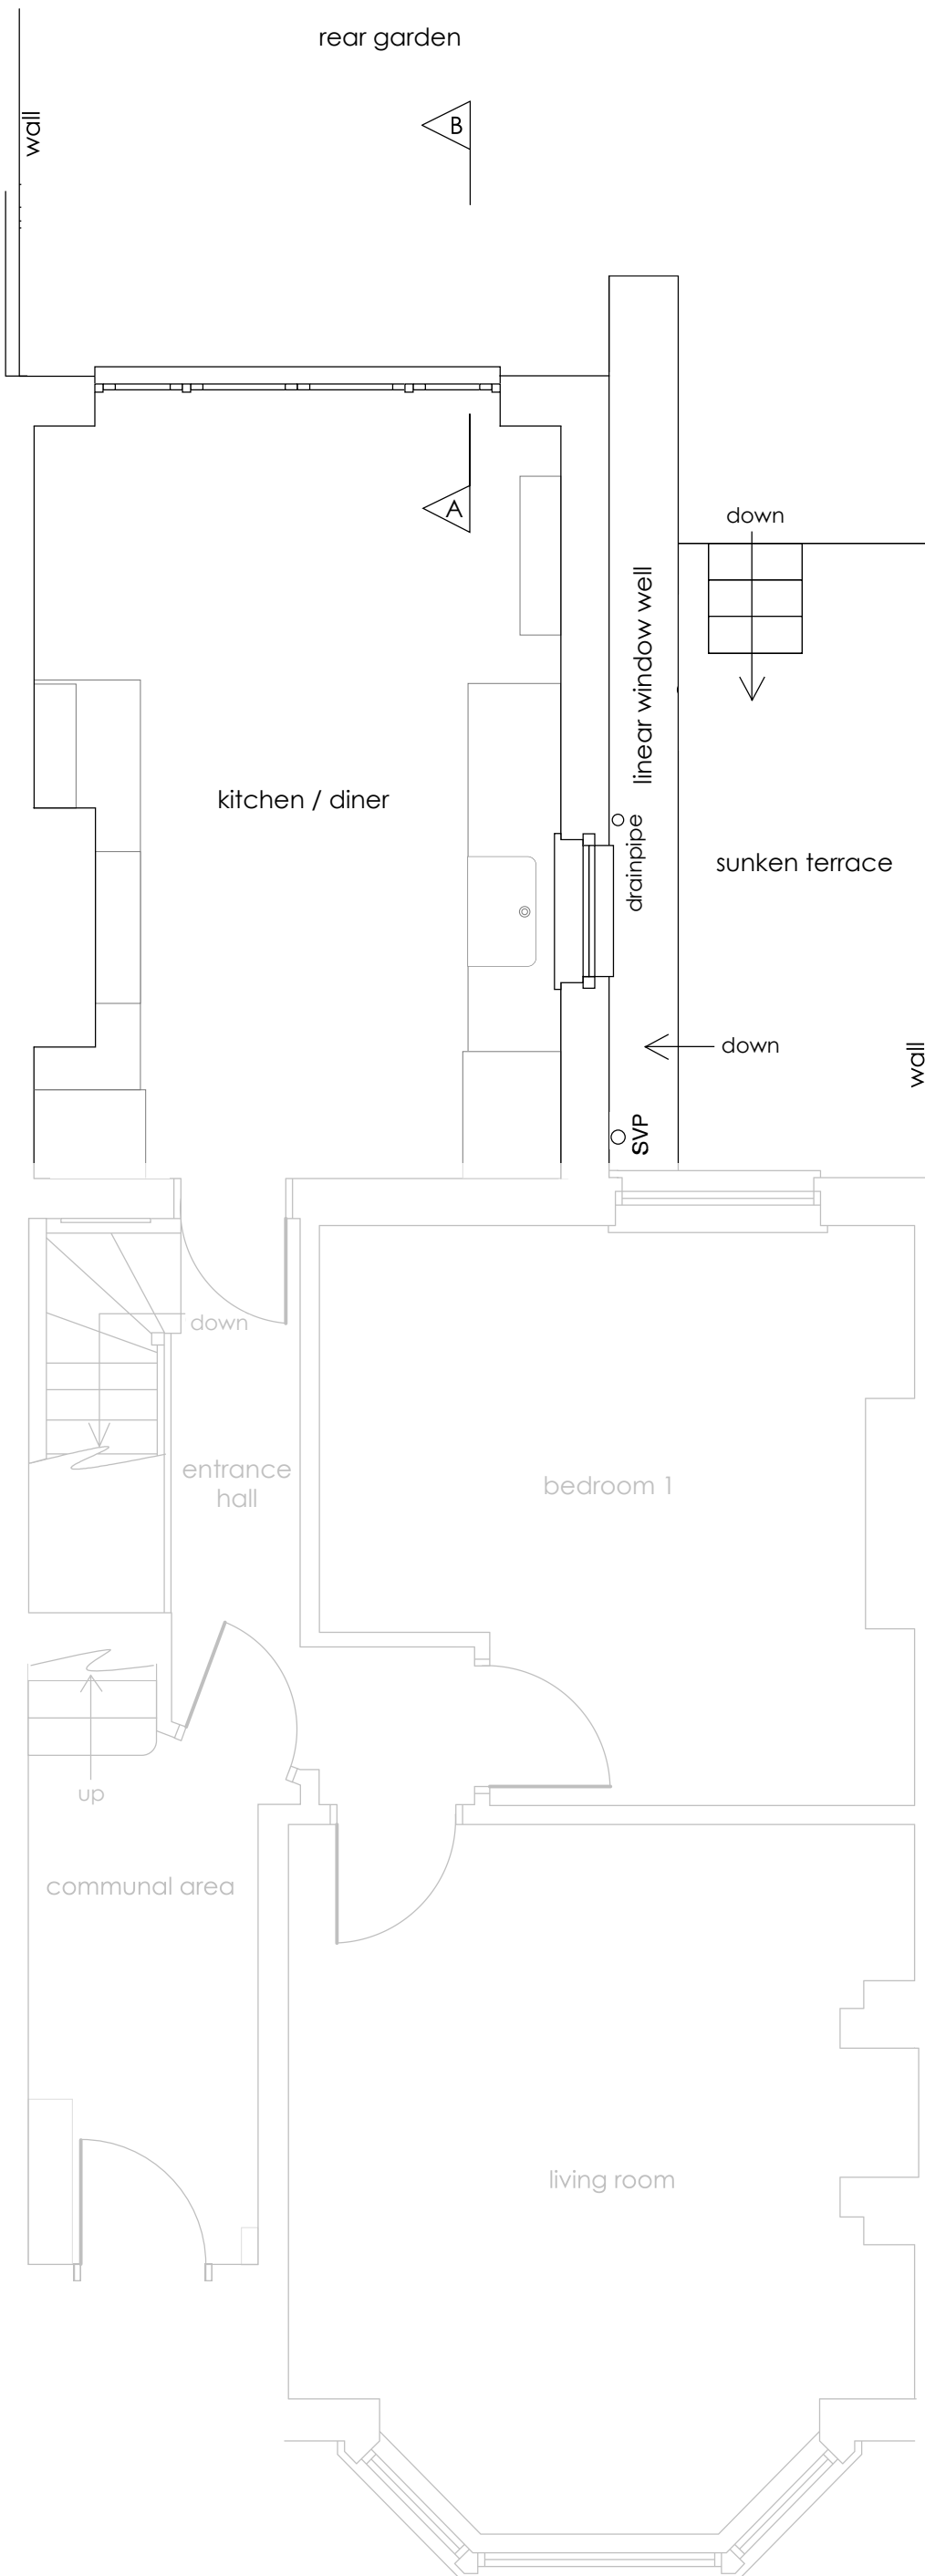 rear garden
wall
B
A
down
linear window well
kitchen / diner
drainpipe
sunken terrace
down
wall
SVP
down
entrance
hall
bedroom 1
up
communal area
living room